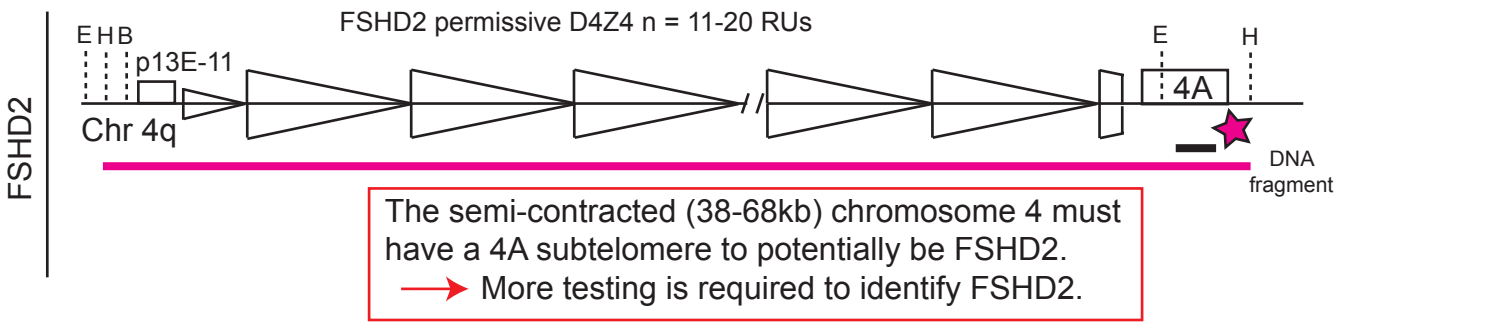 FSHD2 permissive D4Z4 n = 11-20 RUs
E H B
E
H
p13E-11
4A
Chr 4q
FSHD2
DNA
fragment
The semi-contracted (38-68kb) chromosome 4 must
have a 4A subtelomere to potentially be FSHD2.
→ More testing is required to identify FSHD2.